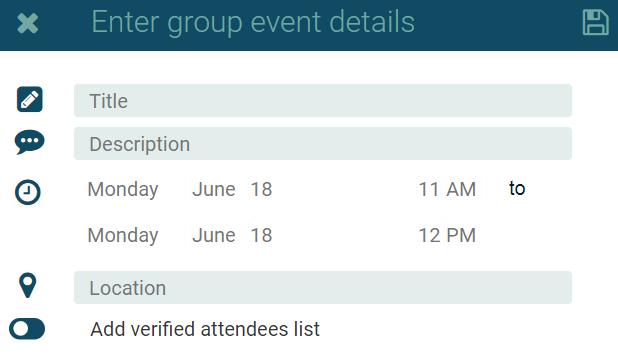 Enter group event details
Title
Description
Monday June 18 11 AM to
Monday June 18 12 PM
Location
Add verified attendees list